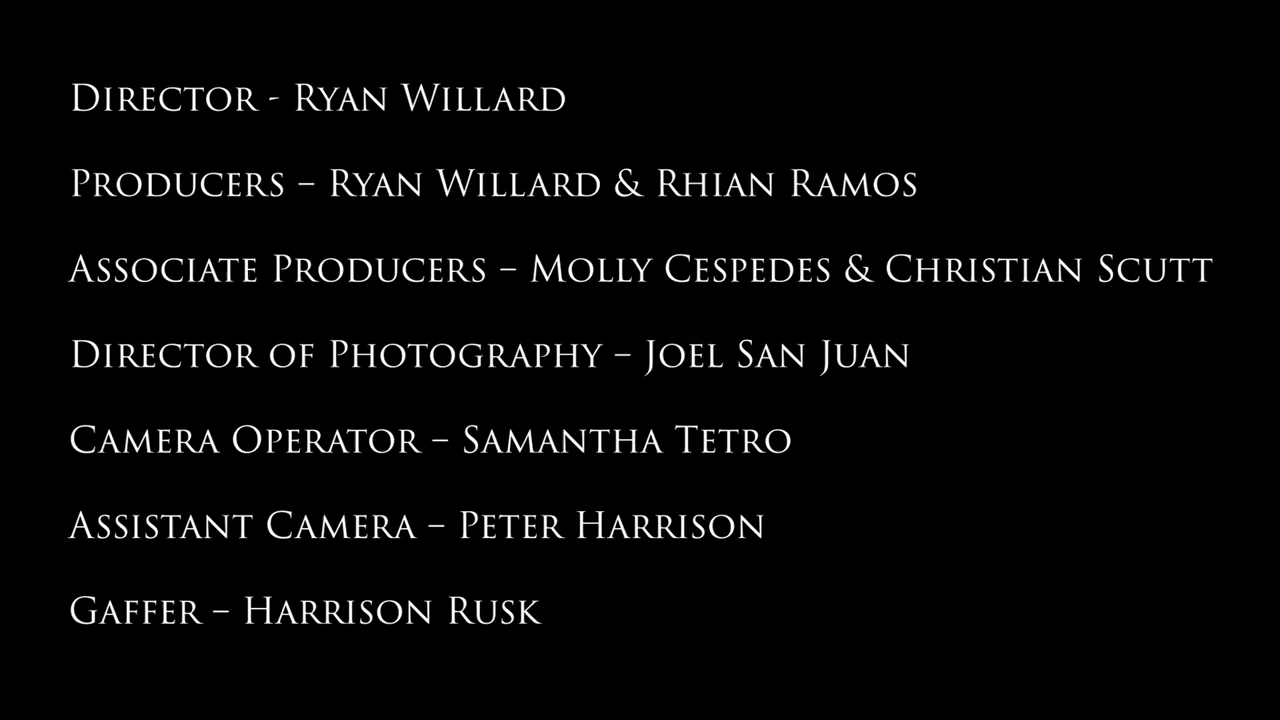 Director - Ryan Willard
Producers – Ryan Willard & Rhian Ramos
Associate Producers – Molly Cespedes & Christian Scutt
Director of Photography – Joel San Juan
Camera Operator – Samantha Tetro
Assistant Camera – Peter Harrison
Gaffer – Harrison Rusk